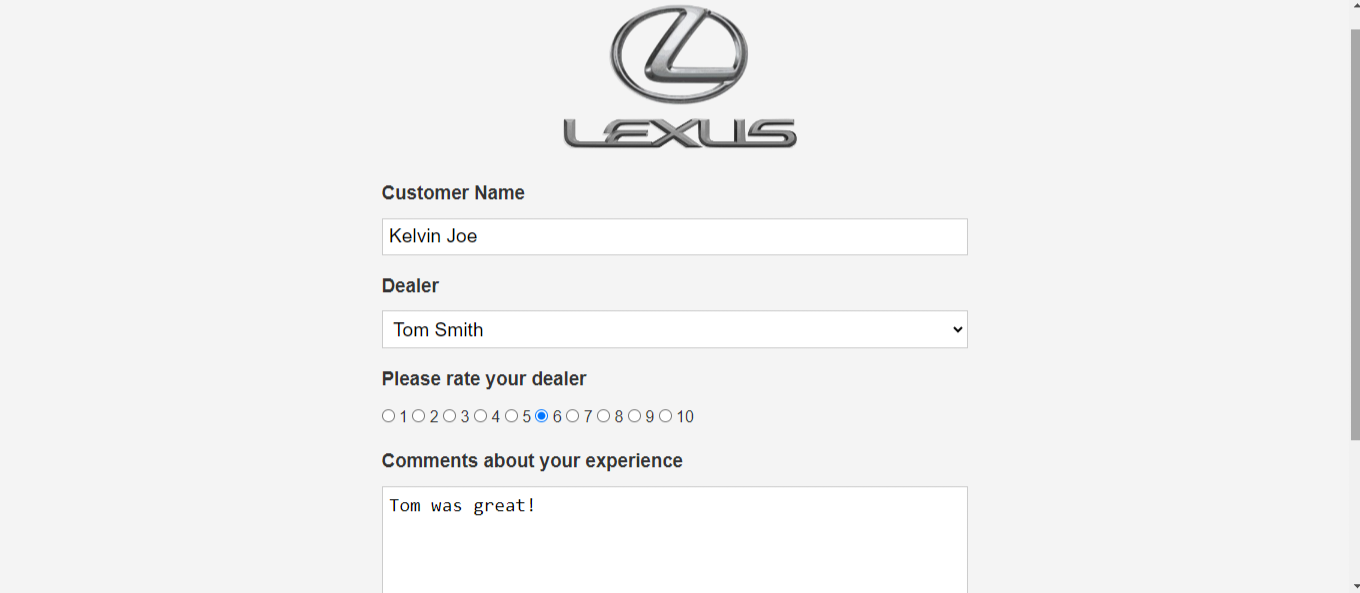 LEXUS
Customer Name
Kelvin Joe
Dealer
Tom Smith
Please rate your dealer
1 2 3 4 5 6 7 8 9 10
Comments about your experience
Tom was great!